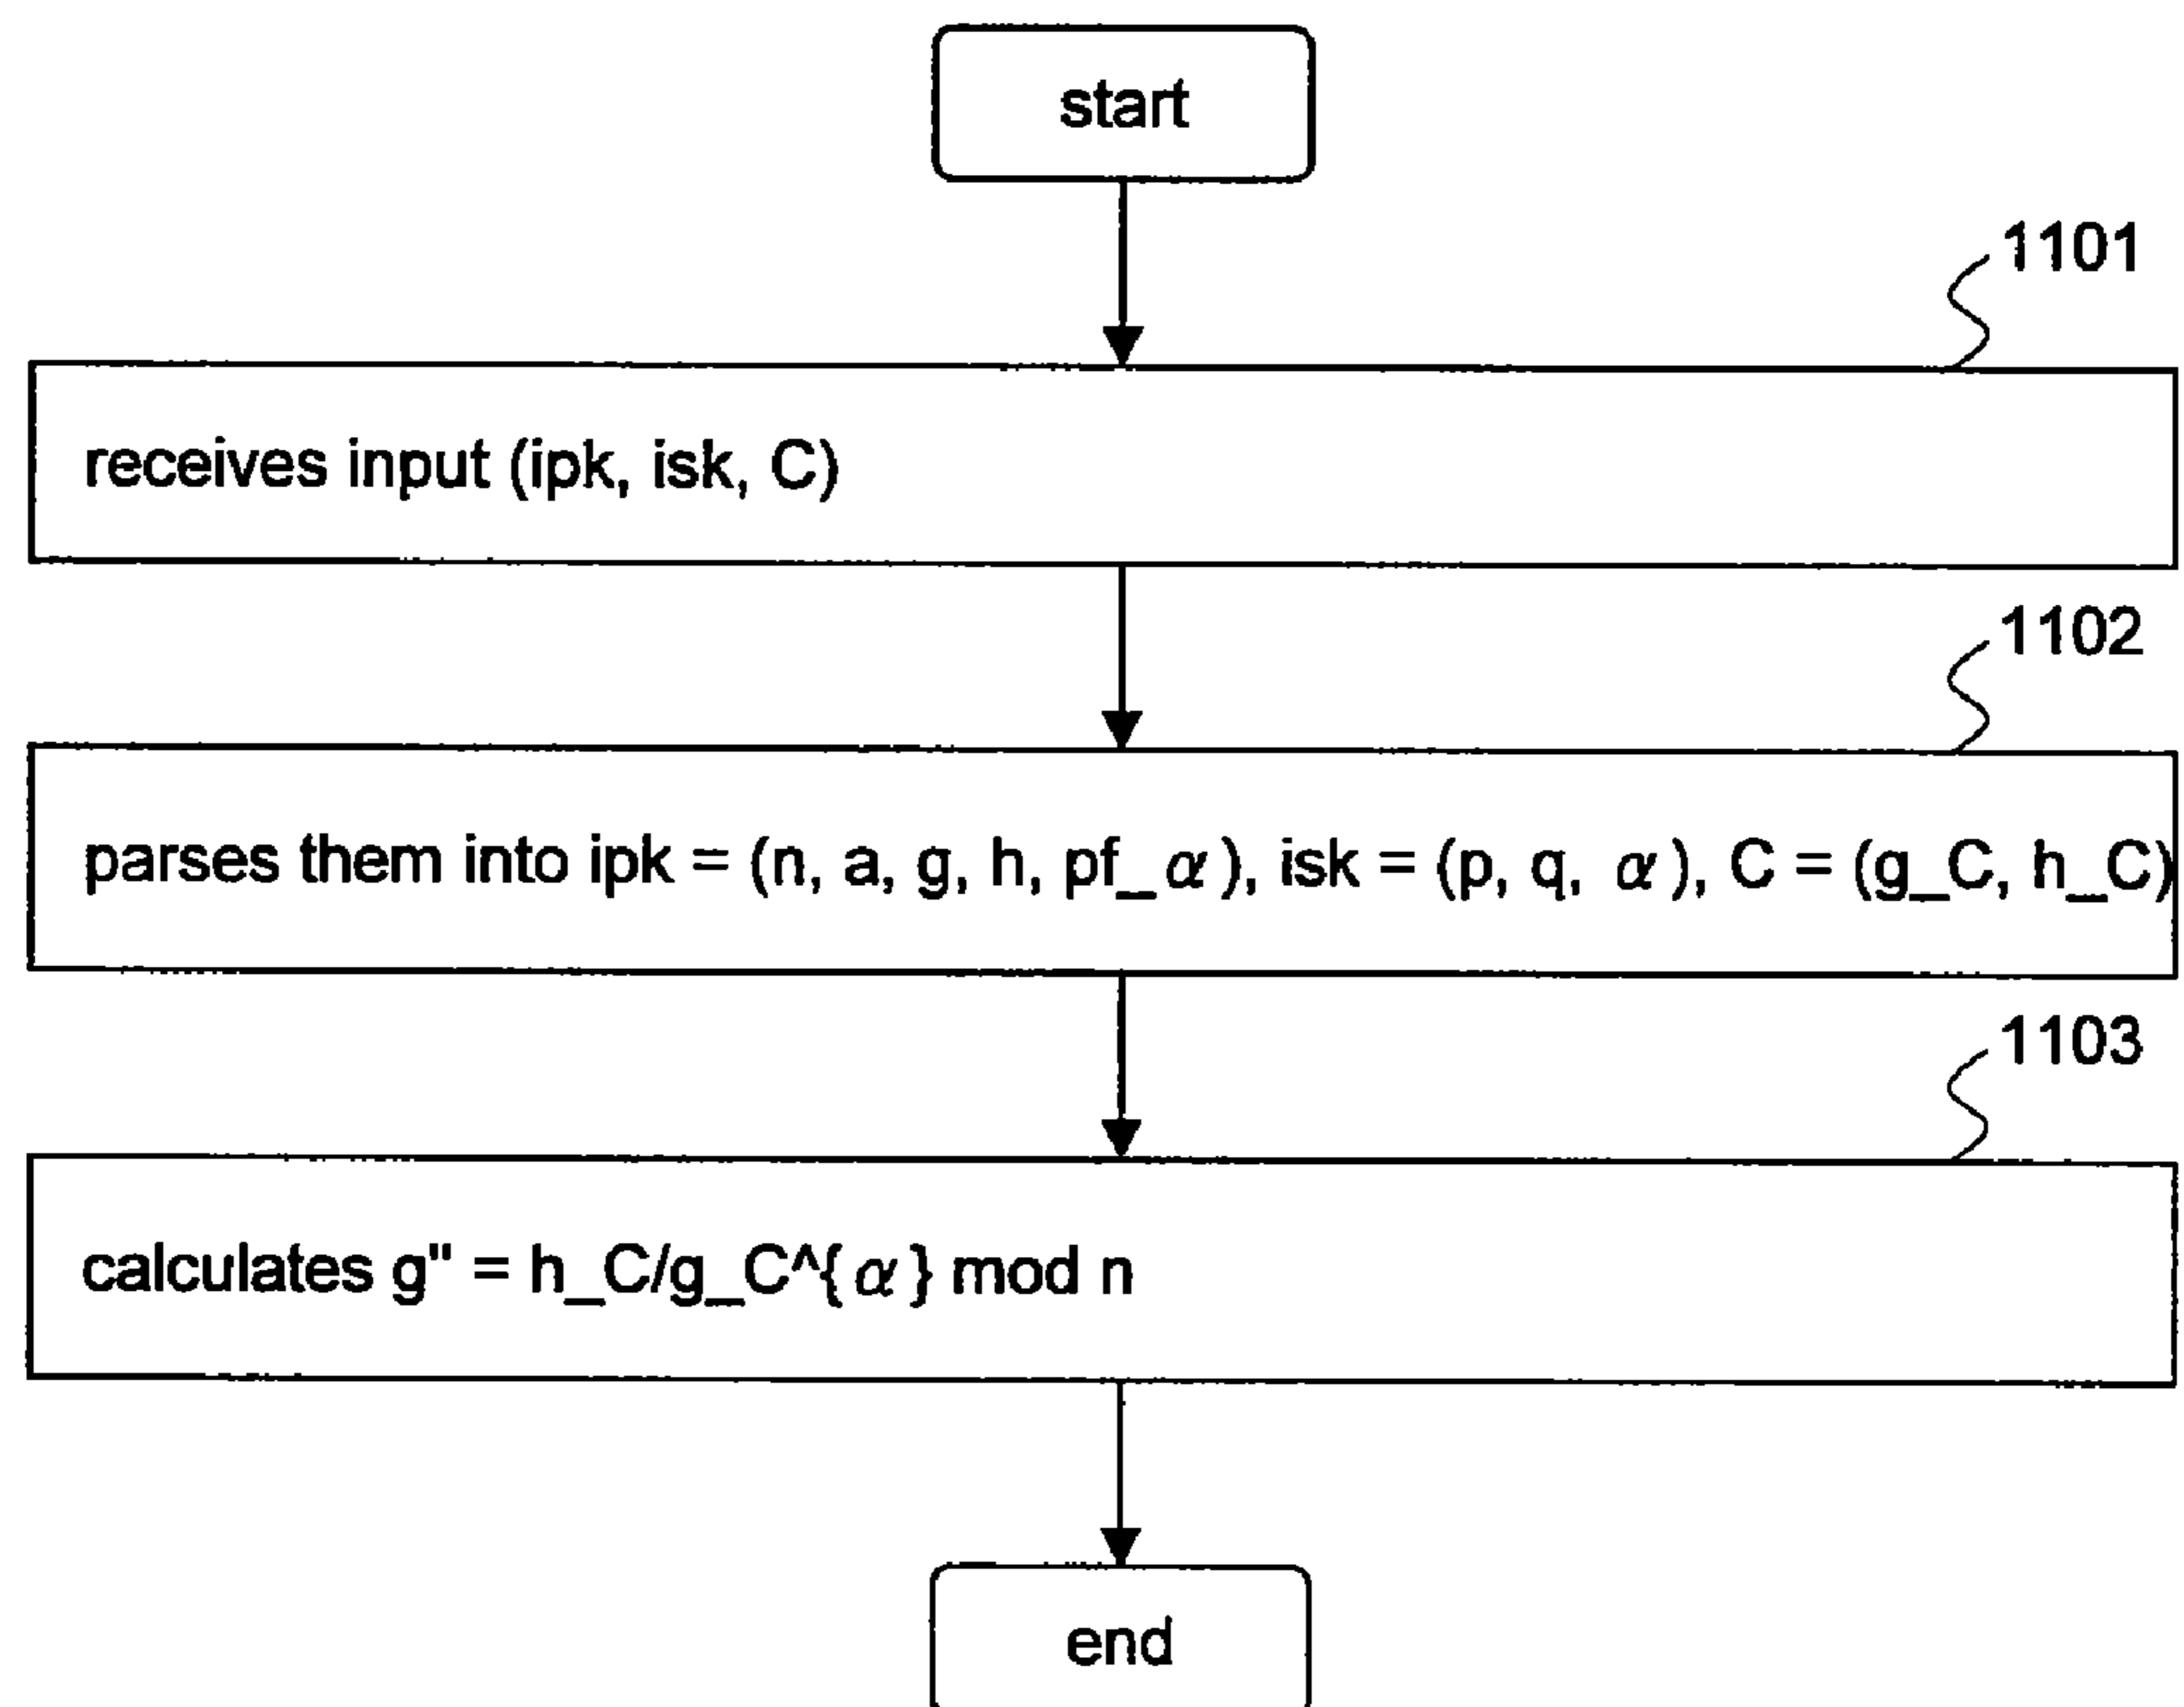 start
1101
receives input (ipk, isk, C)
1102
parses them into ipk = (n, a, g, h, pf_α), isk = (p, q, α), C = (g_C, h_C)
1103
calculates g" = h_C/g_C^{α} mod n
end